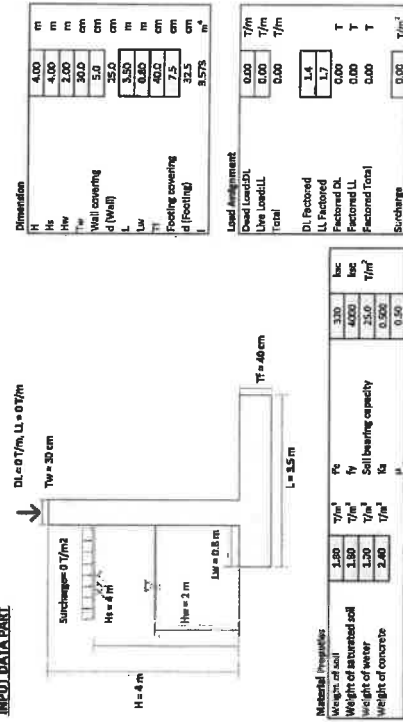 INPUT DATA PART
DL=0 T/m, LL = 0 T/m
Tw = 30 cm
Surcharge= 0 T/m2
Hs = 4 m
H = 4 m
Hw = 2 m
Lw = 0.8 m
Tf = 40 cm
L = 3.5 m
Dimension
H 4.00 m
Hs 4.00 m
Hw 2.00 m
Tw 30.0 cm
Wall covering 5.0 cm
d (Wall) 25.0 cm
L 3.50 m
Lw 0.80 m
Tf 40.0 cm
Footing covering 7.5 cm
d (Footing) 32.5 cm
I 3.573 m⁴
Load Assignment
Dead Load:DL 0.00 T/m
Live Load:LL 0.00 T/m
Total 0.00 T/m
DL Factored 1.4
LL Factored 1.7
Factored DL 0.00 T
Factored LL 0.00 T
Factored Total 0.00 T
Surcharge 0.00 T/m²
Material Properties
Weight of soil 1.80 T/m³ f'c 320 ksc
Weight of saturated soil 1.80 T/m³ fy 4000 ksc
Weight of water 1.00 T/m³ Soil bearing capacity 25.0 T/m²
Weight of concrete 2.40 T/m³ Ka 0.500
μ 0.50